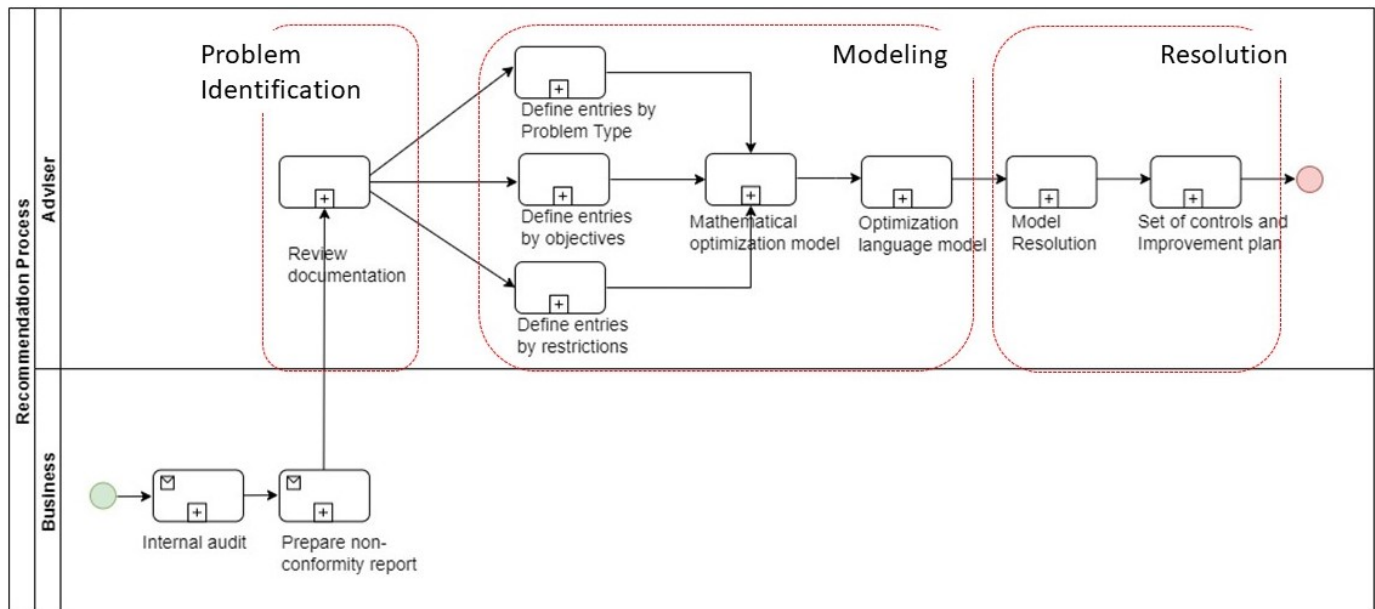 Recommendation Process
Adviser
Business
Problem
Identification
Modeling
Resolution
Review
documentation
Define entries by
Problem Type
Define entries
by objectives
Define entries
by restrictions
Mathematical
optimization model
Optimization
language model
Model
Resolution
Set of controls and
Improvement plan
Internal audit
Prepare non-
conformity report